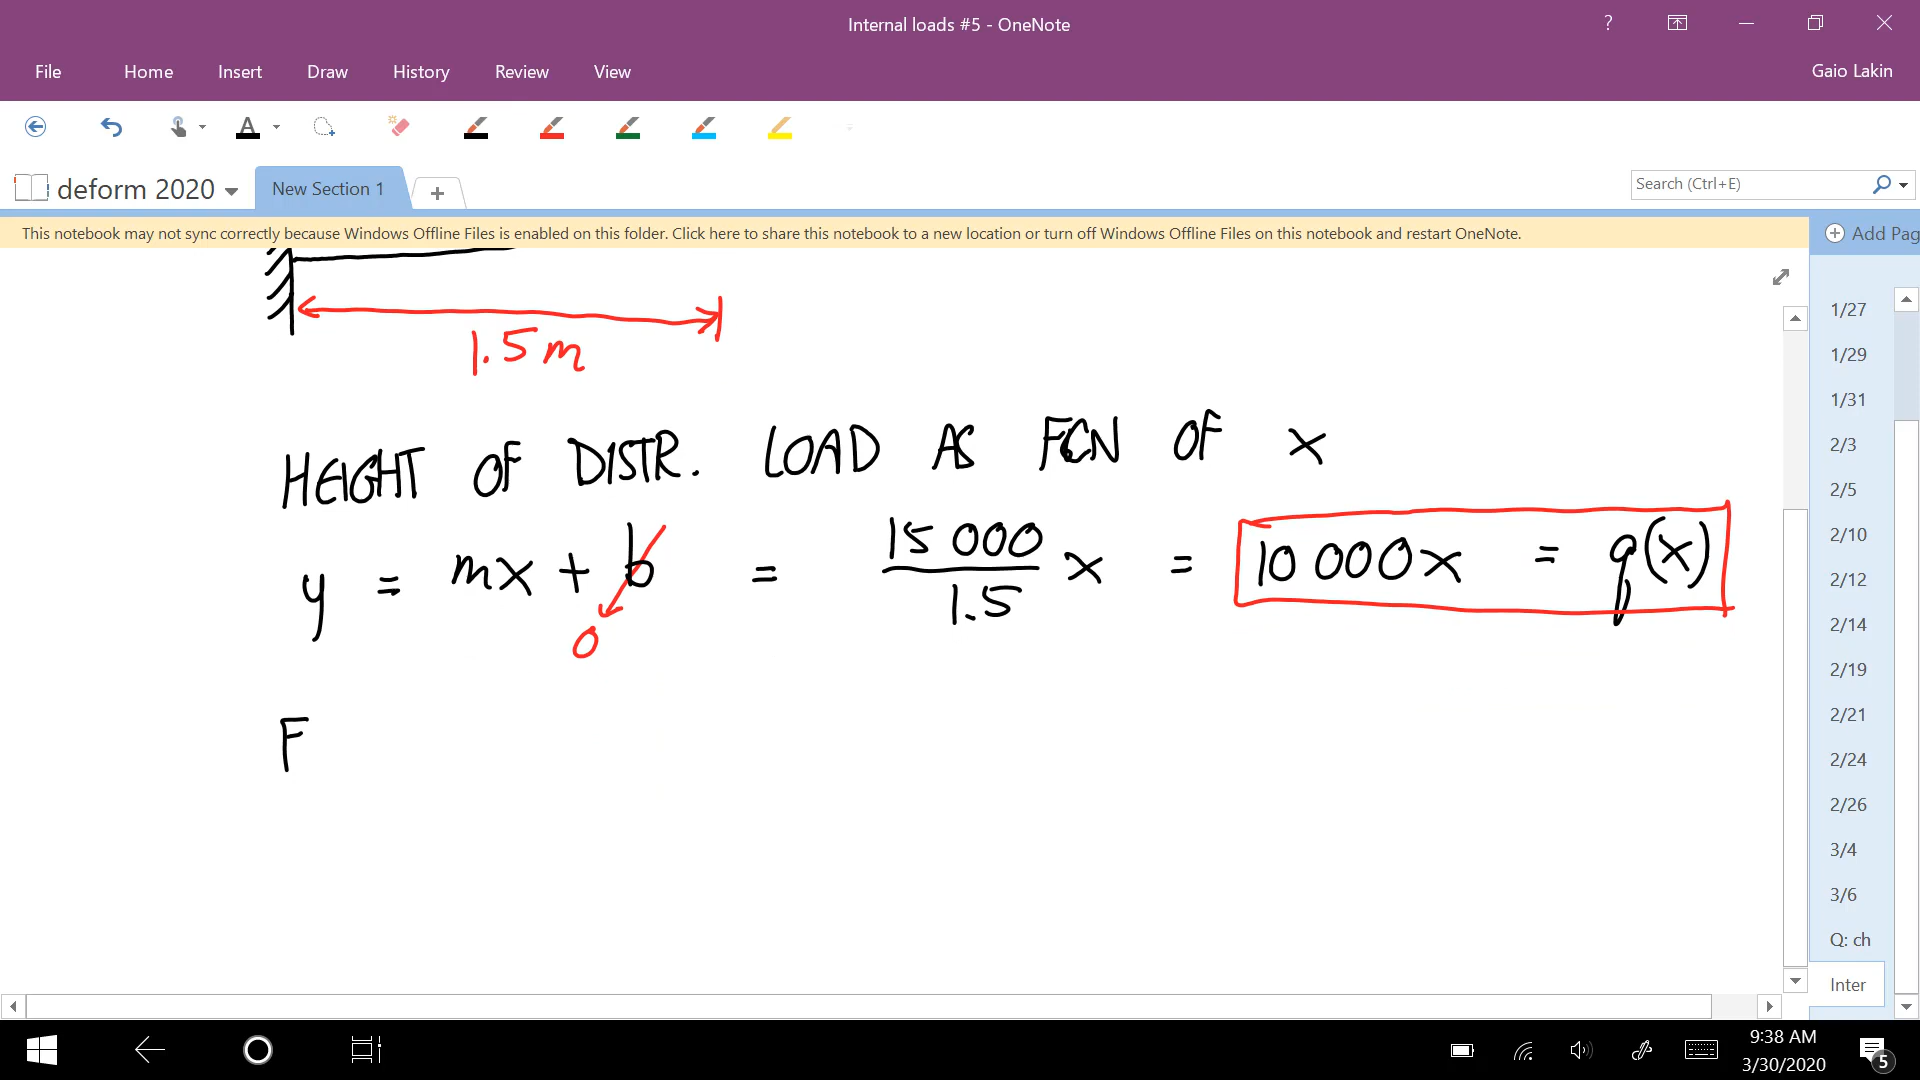 Internal loads #5 - OneNote
?
File Home Insert Draw History Review View
Gaio Lakin
A
deform 2020
New Section 1
+
Search (Ctrl+E)
This notebook may not sync correctly because Windows Offline Files is enabled on this folder. Click here to share this notebook to a new location or turn off Windows Offline Files on this notebook and restart OneNote.
Add Pag
1.5 m
HEIGHT OF DISTR. LOAD AS FCN OF x
y = mx + b = 15 000 / 1.5 x = 10 000x = q(x)
0
F
1/27
1/29
1/31
2/3
2/5
2/10
2/12
2/14
2/19
2/21
2/24
2/26
3/4
3/6
Q: ch
Inter
9:38 AM
3/30/2020
5